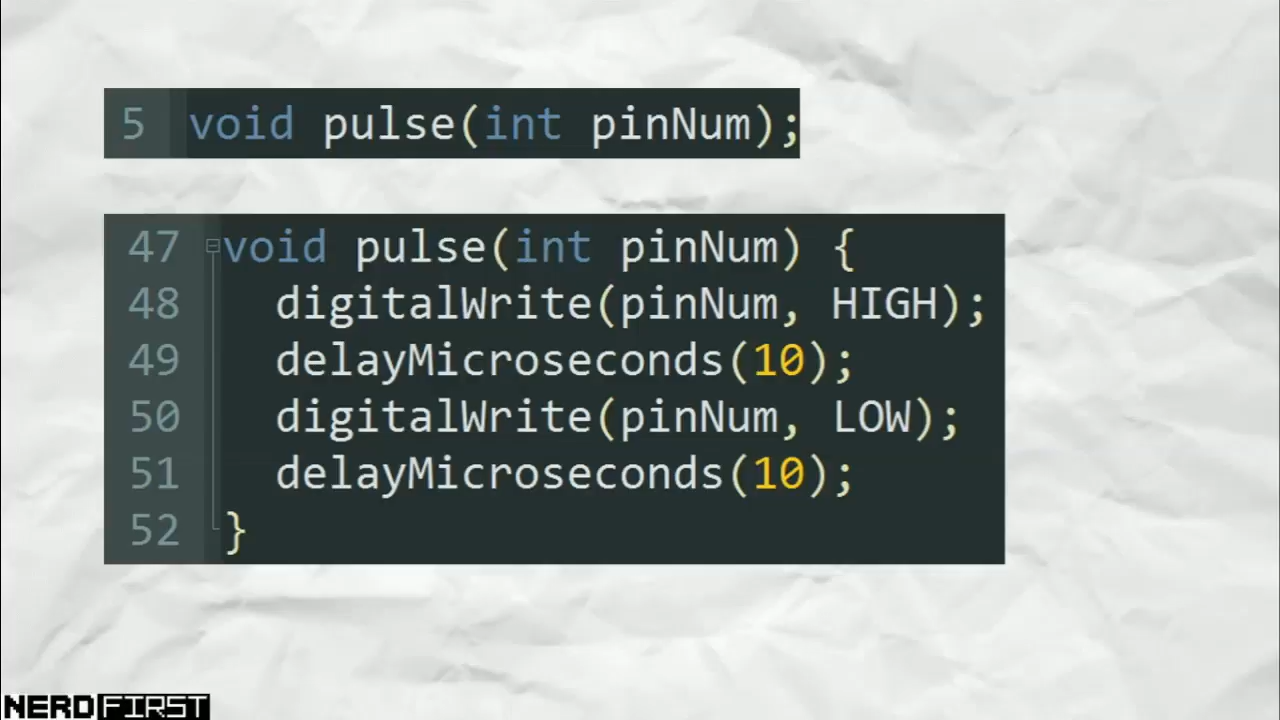 5 void pulse(int pinNum);
47 void pulse(int pinNum) {
48 digitalWrite(pinNum, HIGH);
49 delayMicroseconds(10);
50 digitalWrite(pinNum, LOW);
51 delayMicroseconds(10);
52 }
NERDFIRST